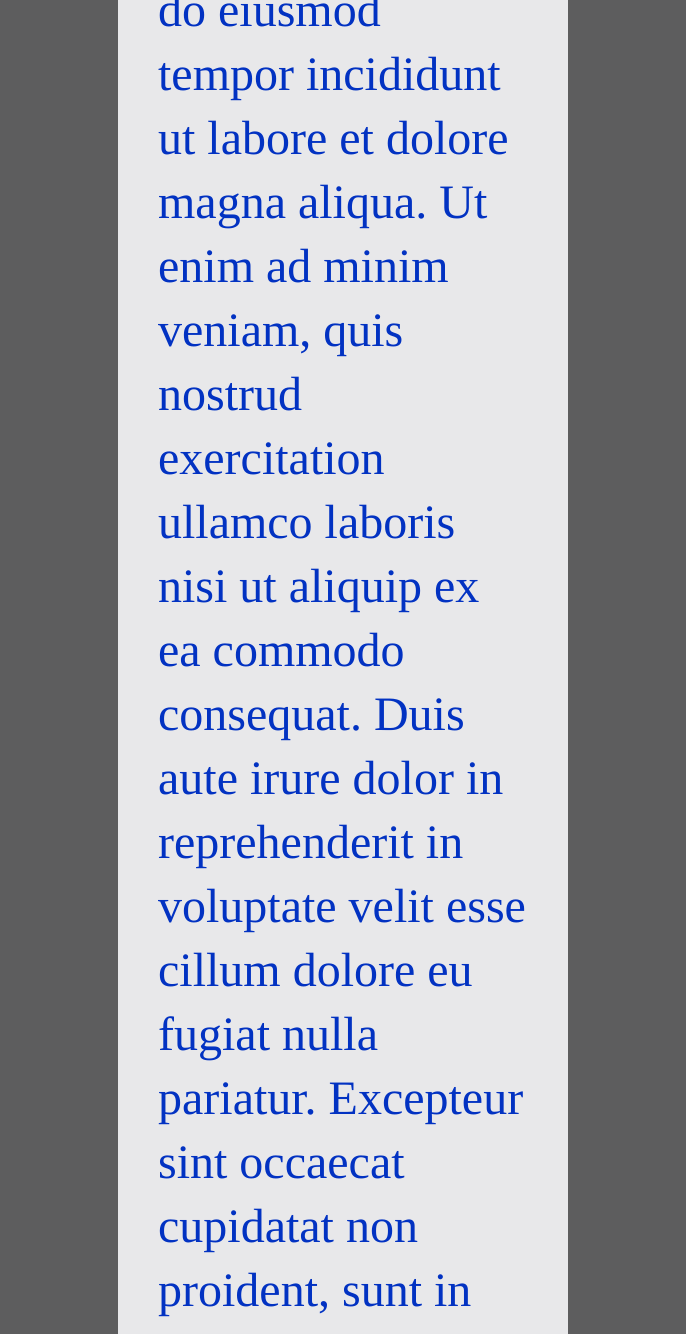 do eiusmod
tempor incididunt
ut labore et dolore
magna aliqua. Ut
enim ad minim
veniam, quis
nostrud
exercitation
ullamco laboris
nisi ut aliquip ex
ea commodo
consequat. Duis
aute irure dolor in
reprehenderit in
voluptate velit esse
cillum dolore eu
fugiat nulla
pariatur. Excepteur
sint occaecat
cupidatat non
proident, sunt in